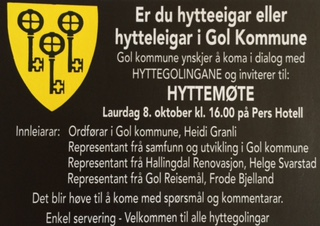 Er du hytteeigar eller
hytteleigar i Gol Kommune
Gol kommune ynskjer å koma i dialog med
HYTTEGOLINGANE og inviterer til:
HYTTEMØTE
Laurdag 8. oktober kl. 16.00 på Pers Hotell
Innleiarar: Ordførar i Gol kommune, Heidi Granli
Representant frå samfunn og utvikling i Gol kommune
Representant frå Hallingdal Renovasjon, Helge Svarstad
Representant frå Gol Reisemål, Frode Bjelland
Det blir høve til å kome med spørsmål og kommentarar.
Enkel servering - Velkommen til alle hyttegolingar